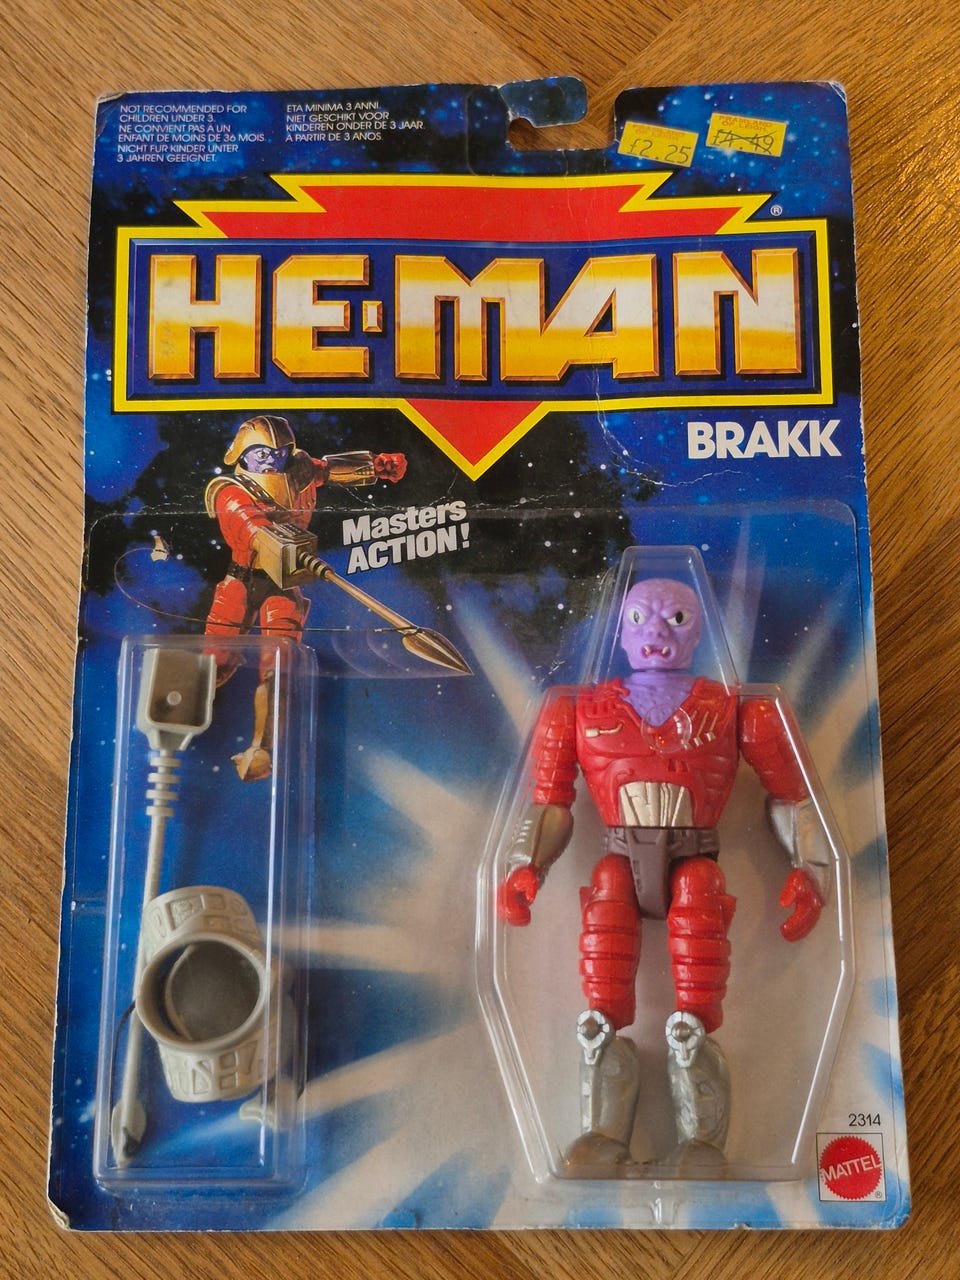 NOT RECOMMENDED FOR
CHILDREN UNDER 3.
NE CONVIENT PAS A UN
ENFANT DE MOINS DE 36 MOIS.
NICHT FUR KINDER UNTER
3 JAHREN GEEIGNET.
ETA MINIMA 3 ANNI.
NIET GESCHIKT VOOR
KINDEREN ONDER DE 3 JAAR.
A PARTIR DE 3 ANOS.
£2.25
£4.49
®
HE-MAN
BRAKK
Masters
ACTION!
2314
MATTEL
®